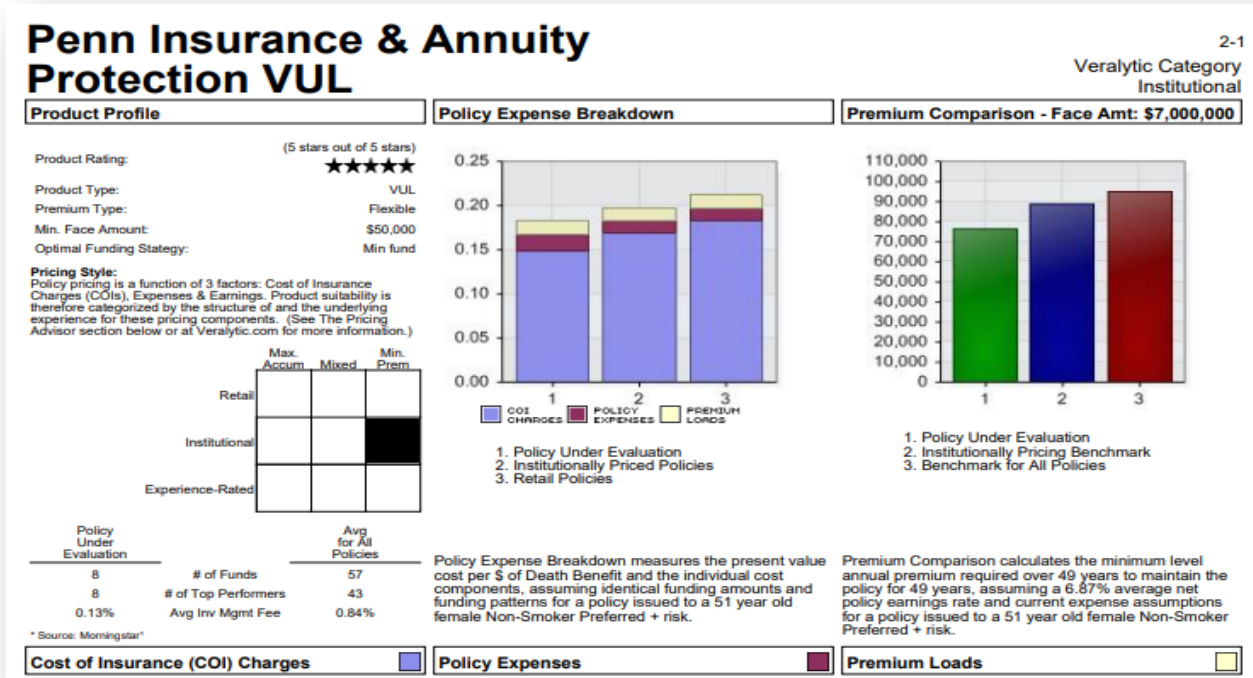 Penn Insurance & Annuity
Protection VUL
2-1
Veralytic Category
Institutional
Product Profile
Product Rating:
(5 stars out of 5 stars)
★★★★★
Product Type: VUL
Premium Type: Flexible
Min. Face Amount: $50,000
Optimal Funding Stategy: Min fund
Pricing Style:
Policy pricing is a function of 3 factors: Cost of Insurance
Charges (COIs), Expenses & Earnings. Product suitability is
therefore categorized by the structure of and the underlying
experience for these pricing components. (See The Pricing
Advisor section below or at Veralytic.com for more information.)
Max. Accum
Mixed
Min. Prem
Retail
Institutional
Experience-Rated
Policy Under Evaluation
Avg for All Policies
8 # of Funds 57
8 # of Top Performers 43
0.13% Avg Inv Mgmt Fee 0.84%
* Source: Morningstar®
Policy Expense Breakdown
0.25
0.20
0.15
0.10
0.05
0.00
1 2 3
COI CHARGES
POLICY EXPENSES
PREMIUM LOADS
1. Policy Under Evaluation
2. Institutionally Priced Policies
3. Retail Policies
Policy Expense Breakdown measures the present value
cost per $ of Death Benefit and the individual cost
components, assuming identical funding amounts and
funding patterns for a policy issued to a 51 year old
female Non-Smoker Preferred + risk.
Premium Comparison - Face Amt: $7,000,000
110,000
100,000
90,000
80,000
70,000
60,000
50,000
40,000
30,000
20,000
10,000
0
1 2 3
1. Policy Under Evaluation
2. Institutionally Pricing Benchmark
3. Benchmark for All Policies
Premium Comparison calculates the minimum level
annual premium required over 49 years to maintain the
policy for 49 years, assuming a 6.87% average net
policy earnings rate and current expense assumptions
for a policy issued to a 51 year old female Non-Smoker
Preferred + risk.
Cost of Insurance (COI) Charges
Policy Expenses
Premium Loads